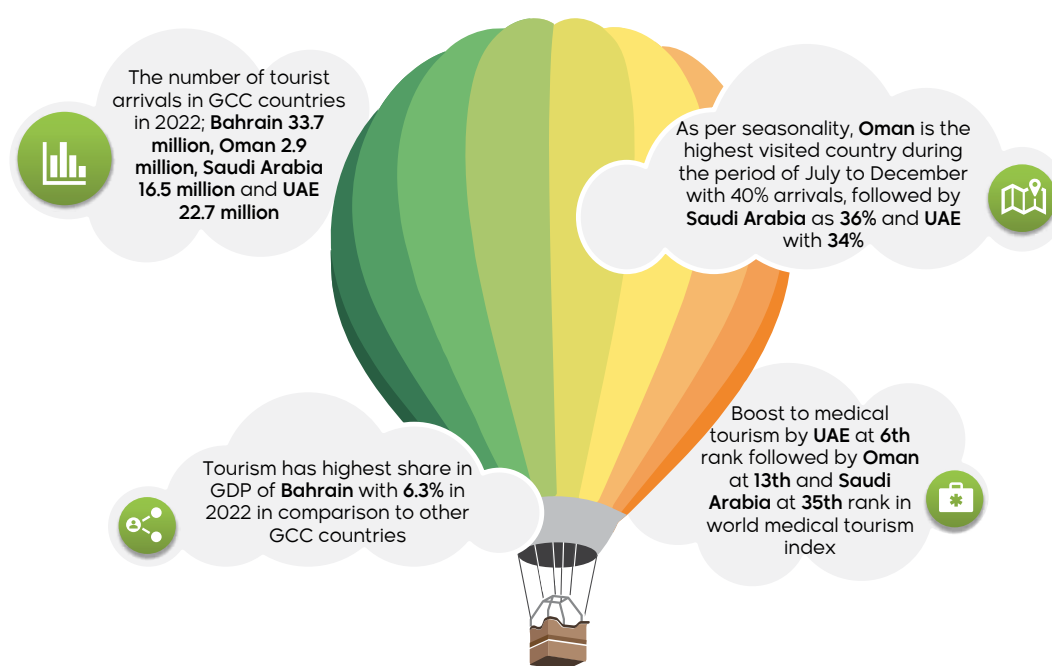 The number of tourist
arrivals in GCC countries
in 2022; Bahrain 33.7
million, Oman 2.9
million, Saudi Arabia
16.5 million and UAE
22.7 million
As per seasonality, Oman is the
highest visited country during
the period of July to December
with 40% arrivals, followed by
Saudi Arabia as 36% and UAE
with 34%
Tourism has highest share in
GDP of Bahrain with 6.3% in
2022 in comparison to other
GCC countries
Boost to medical
tourism by UAE at 6th
rank followed by Oman
at 13th and Saudi
Arabia at 35th rank in
world medical tourism
index